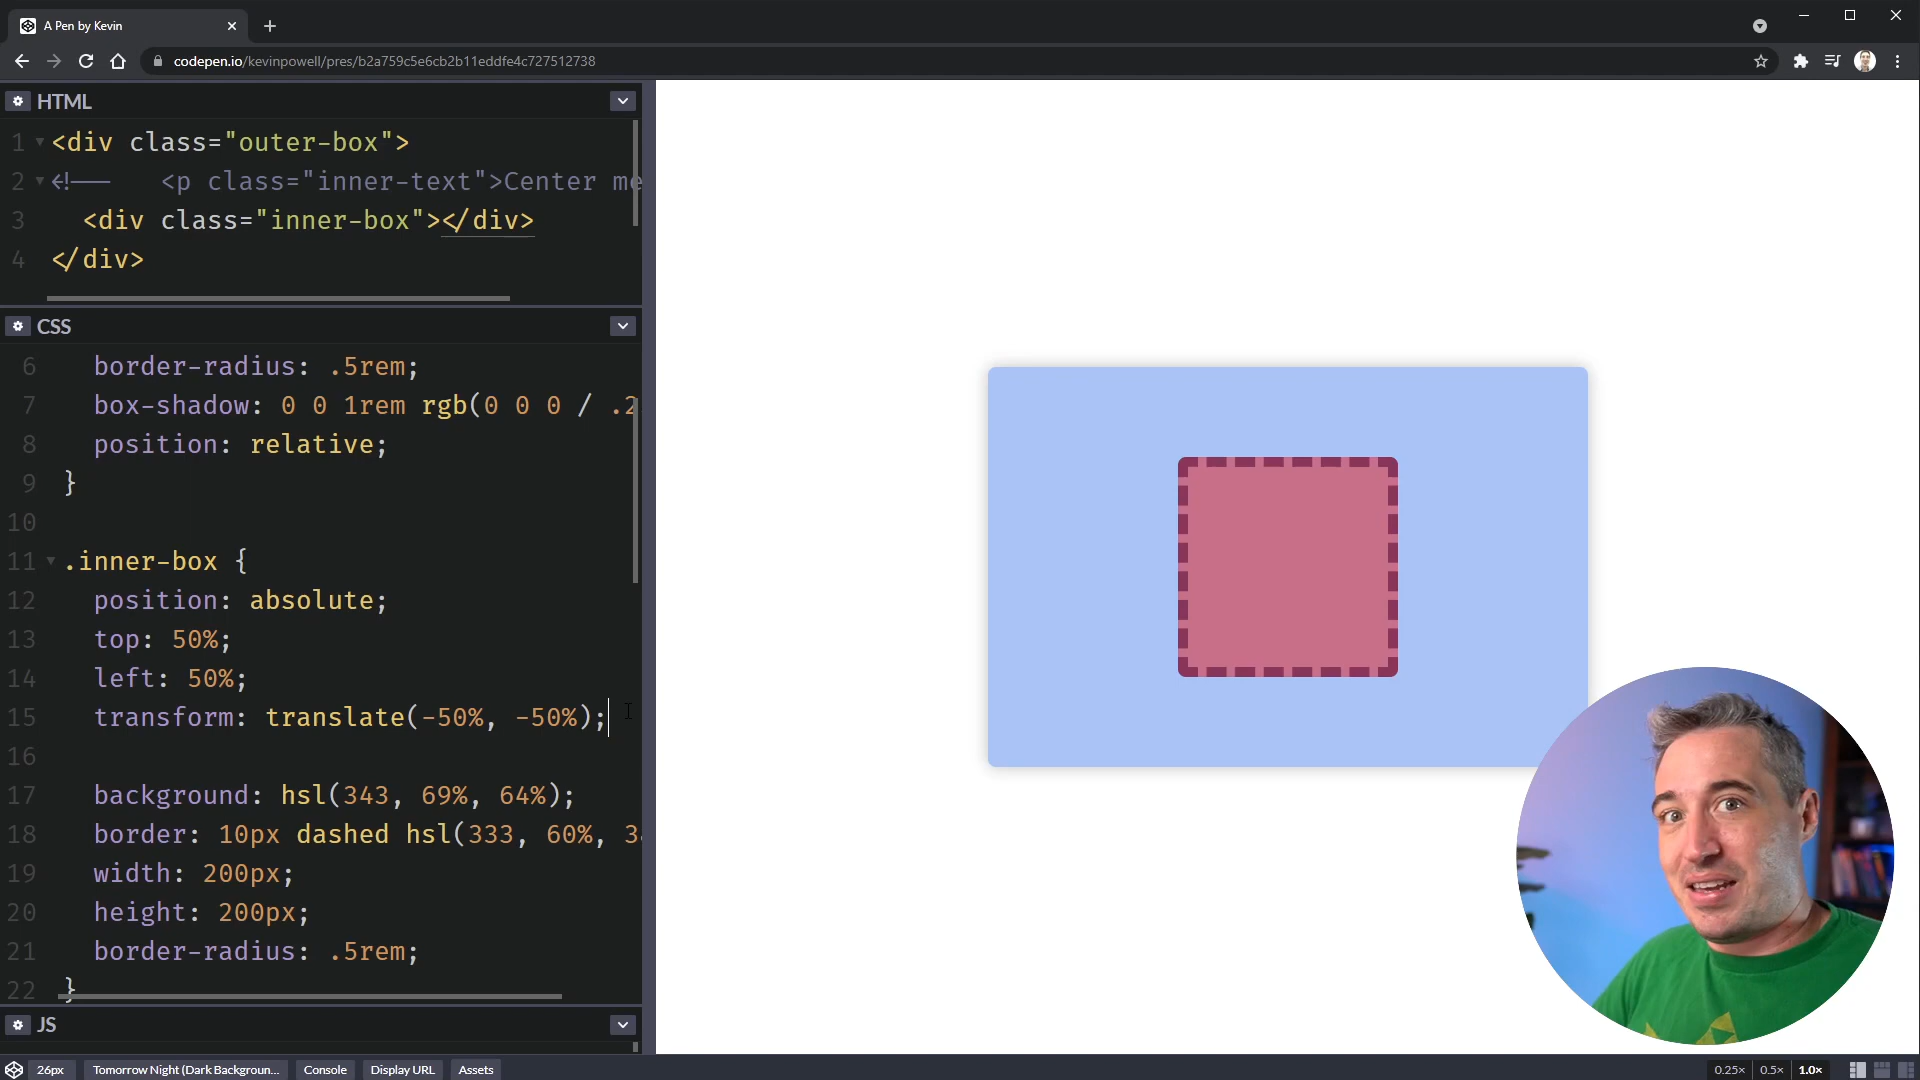 A Pen by Kevin
codepen.io/kevinpowell/pres/b2a759c5e6cb2b11eddfe4c727512738
HTML
1 <div class="outer-box">
2 <!-- <p class="inner-text">Center me
3 <div class="inner-box"></div>
4 </div>
CSS
6 border-radius: .5rem;
7 box-shadow: 0 0 1rem rgb(0 0 0 / .2
8 position: relative;
9 }
10
11 .inner-box {
12 position: absolute;
13 top: 50%;
14 left: 50%;
15 transform: translate(-50%, -50%);
16
17 background: hsl(343, 69%, 64%);
18 border: 10px dashed hsl(333, 60%, 3
19 width: 200px;
20 height: 200px;
21 border-radius: .5rem;
22 }
JS
26px Tomorrow Night (Dark Backgroun... Console Display URL Assets 0.25× 0.5× 1.0×